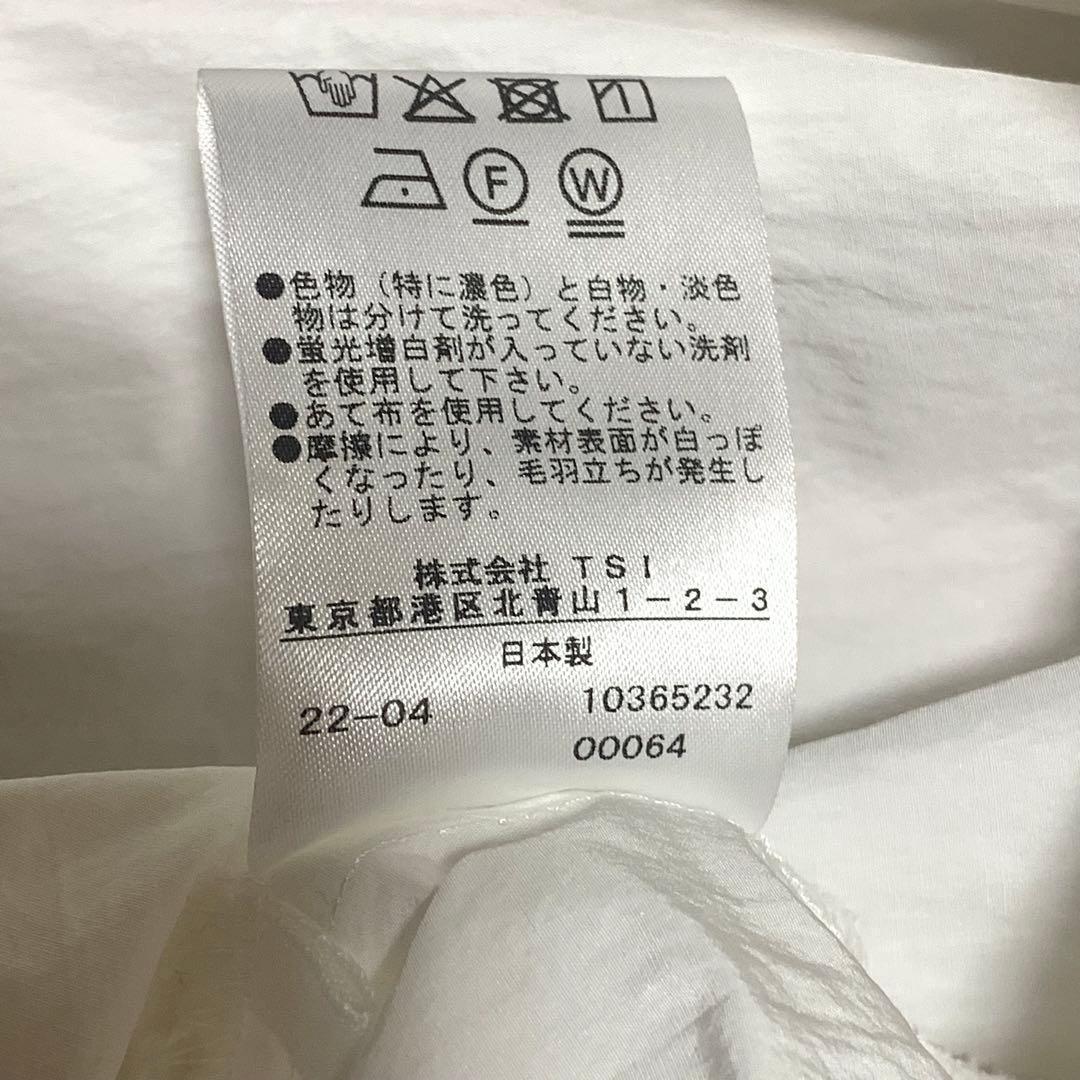 F W
●色物（特に濃色）と白物・淡色
物は分けて洗ってください。
●蛍光増白剤が入っていない洗剤
を使用して下さい。
●あて布を使用してください。
●摩擦により、素材表面が白っぽ
くなったり、毛羽立ちが発生し
たりします。
株式会社 TSI
東京都港区北青山1-2-3
日本製
22-04 10365232
00064